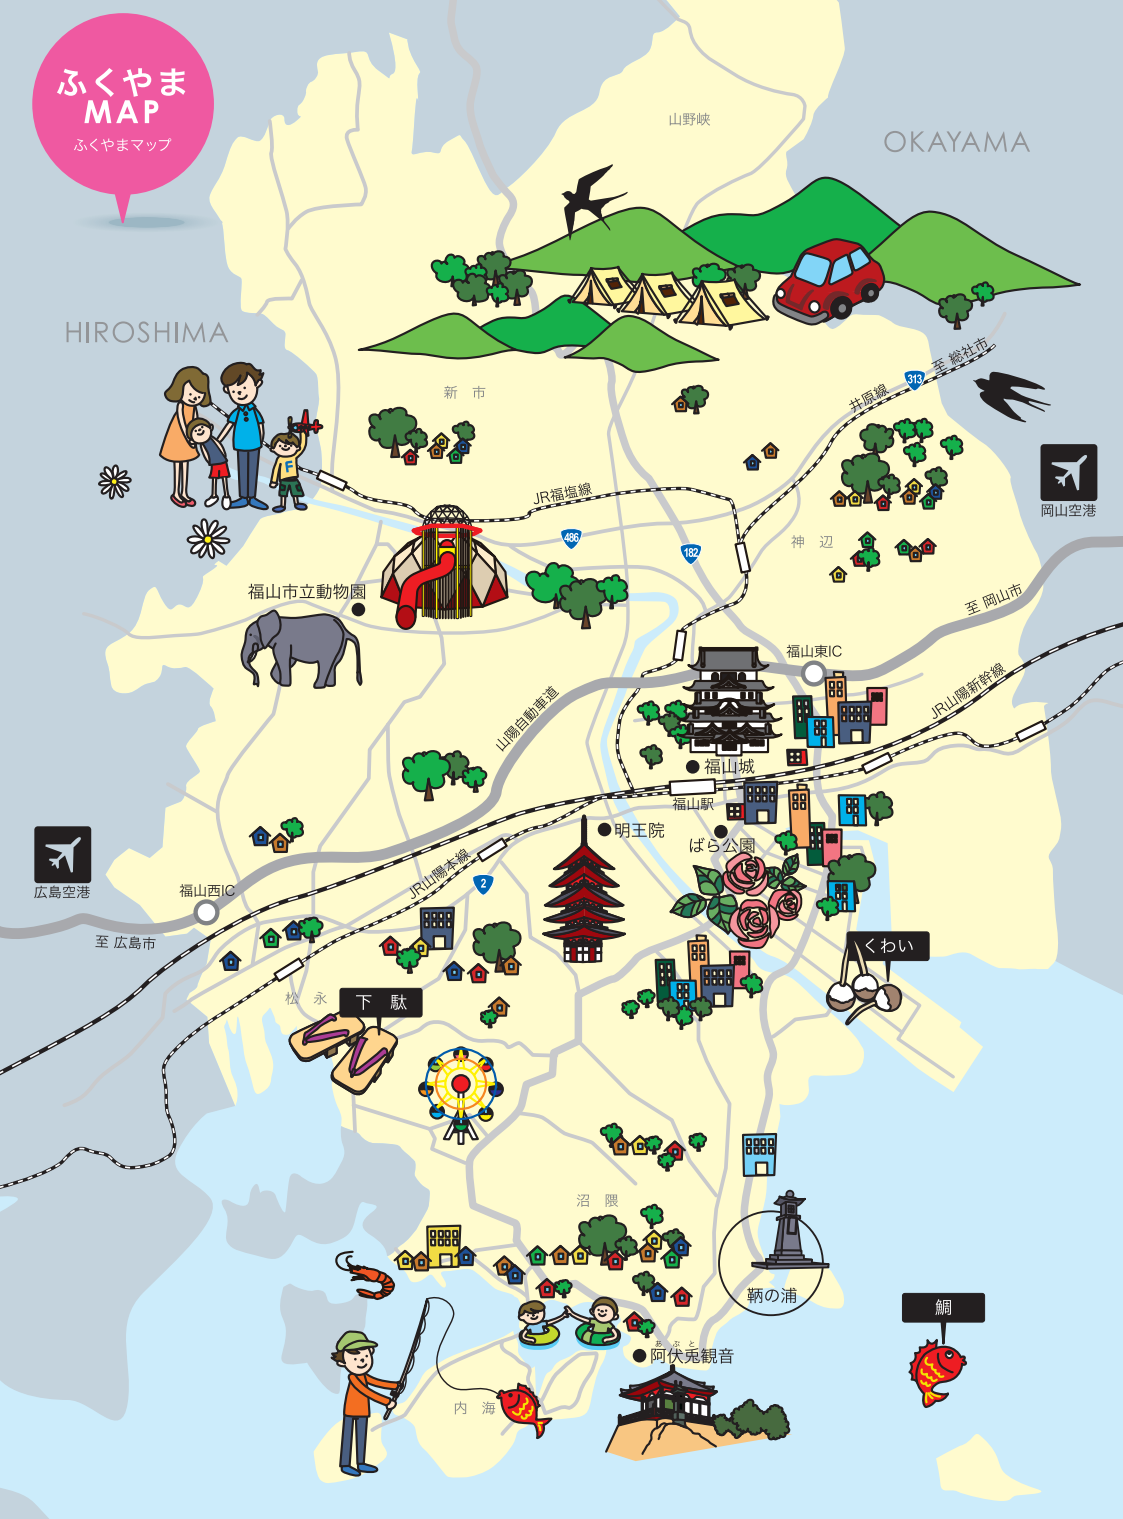 ふくやま
MAP
ふくやまマップ
山野峡
OKAYAMA
HIROSHIMA
至 総社市
313
井原線
新 市
F
JR福塩線
岡山空港
486
182
神 辺
福山市立動物園
至 岡山市
福山東IC
JR山陽新幹線
山陽自動車道
福山城
福山駅
明王院
ばら公園
広島空港
JR山陽本線
2
福山西IC
至 広島市
くわい
松 永
下 駄
沼 隈
鞆の浦
鯛
あぶと
阿伏兎観音
内 海